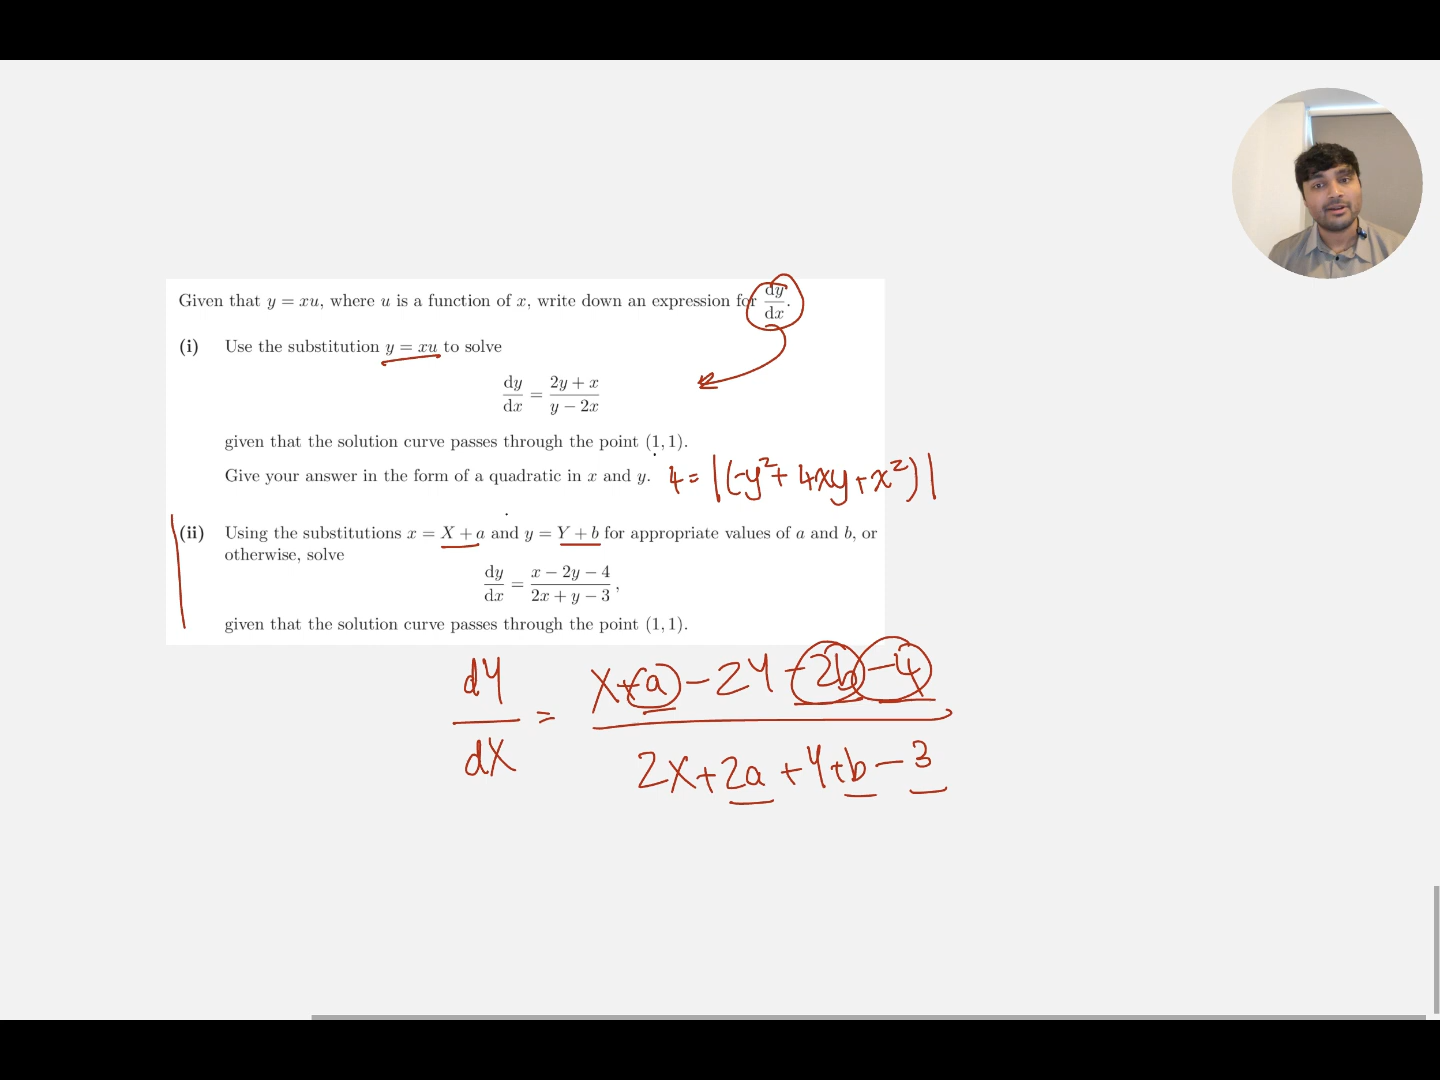 Given that y = xu, where u is a function of x, write down an expression for dy/dx.
(i) Use the substitution y = xu to solve
dy/dx = (2y + x)/(y − 2x)
given that the solution curve passes through the point (1, 1).
Give your answer in the form of a quadratic in x and y.
4 = |(-y² + 4xy + x²)|
(ii) Using the substitutions x = X + a and y = Y + b for appropriate values of a and b, or
otherwise, solve
dy/dx = (x − 2y − 4)/(2x + y − 3),
given that the solution curve passes through the point (1, 1).
dY/dX = (X + a − 2Y − 2b − 4)/(2X + 2a + Y + b − 3)